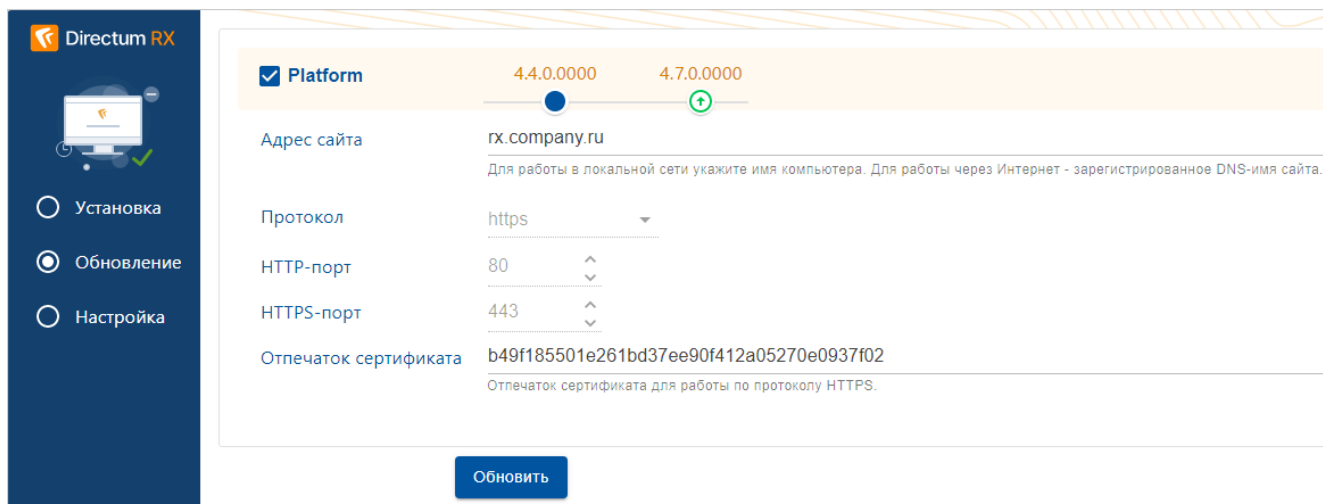 Directum RX
Установка
Обновление
Настройка
Platform
4.4.0.0000 4.7.0.0000
Адрес сайта rx.company.ru
Для работы в локальной сети укажите имя компьютера. Для работы через Интернет - зарегистрированное DNS-имя сайта.
Протокол https
HTTP-порт 80
HTTPS-порт 443
Отпечаток сертификата b49f185501e261bd37ee90f412a05270e0937f02
Отпечаток сертификата для работы по протоколу HTTPS.
Обновить